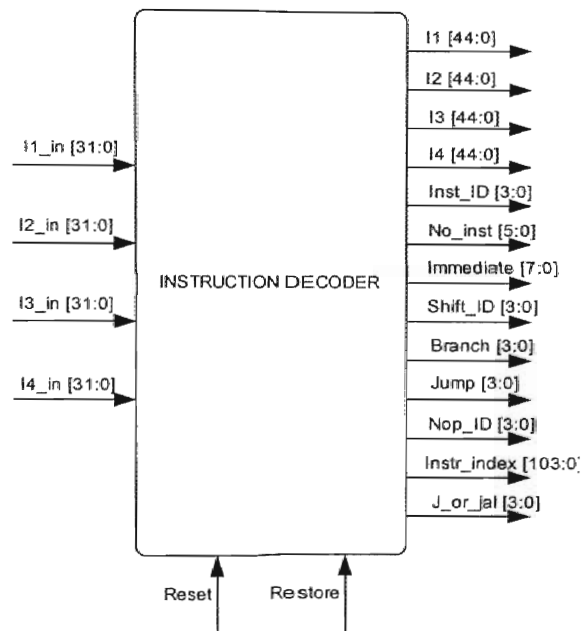 I1 [44:0]
I2 [44:0]
I3 [44:0]
I4 [44:0]
I1_in [31:0]
Inst_ID [3:0]
I2_in [31:0]
No_inst [5:0]
INSTRUCTION DECODER
Immediate [7:0]
I3_in [31:0]
Shift_ID [3:0]
Branch [3:0]
I4_in [31:0]
Jump [3:0]
Nop_ID [3:0]
Instr_index [103:0]
J_or_jal [3:0]
Reset
Restore